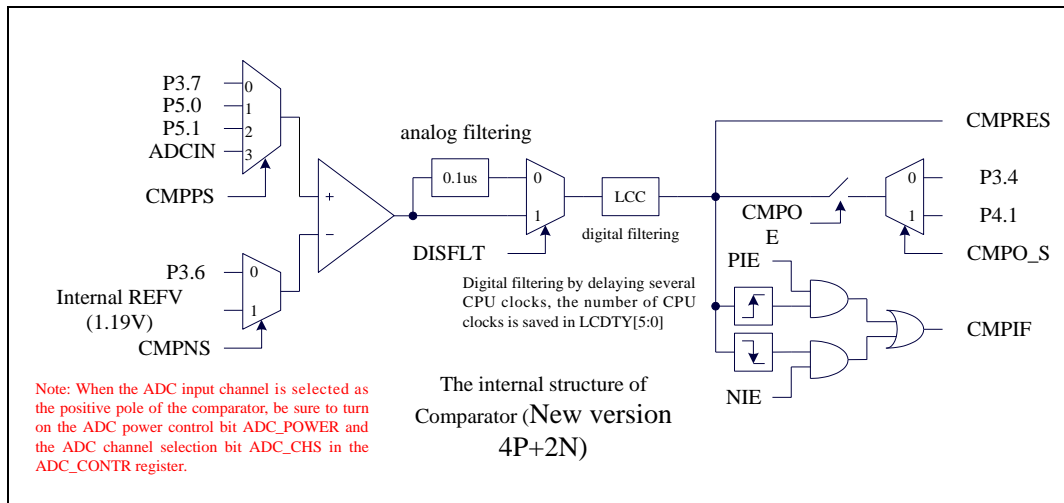 P3.7
P5.0
P5.1
ADCIN
0
1
2
3
CMPPS
+
−
P3.6
Internal REFV
(1.19V)
0
1
CMPNS
analog filtering
0.1us
0
1
DISFLT
LCC
digital filtering
Digital filtering by delaying several
CPU clocks, the number of CPU
clocks is saved in LCDTY[5:0]
CMPRES
CMPO
E
0
1
P3.4
P4.1
CMPO_S
PIE
NIE
CMPIF
Note: When the ADC input channel is selected as
the positive pole of the comparator, be sure to turn
on the ADC power control bit ADC_POWER and
the ADC channel selection bit ADC_CHS in the
ADC_CONTR register.
The internal structure of
Comparator (New version
4P+2N)